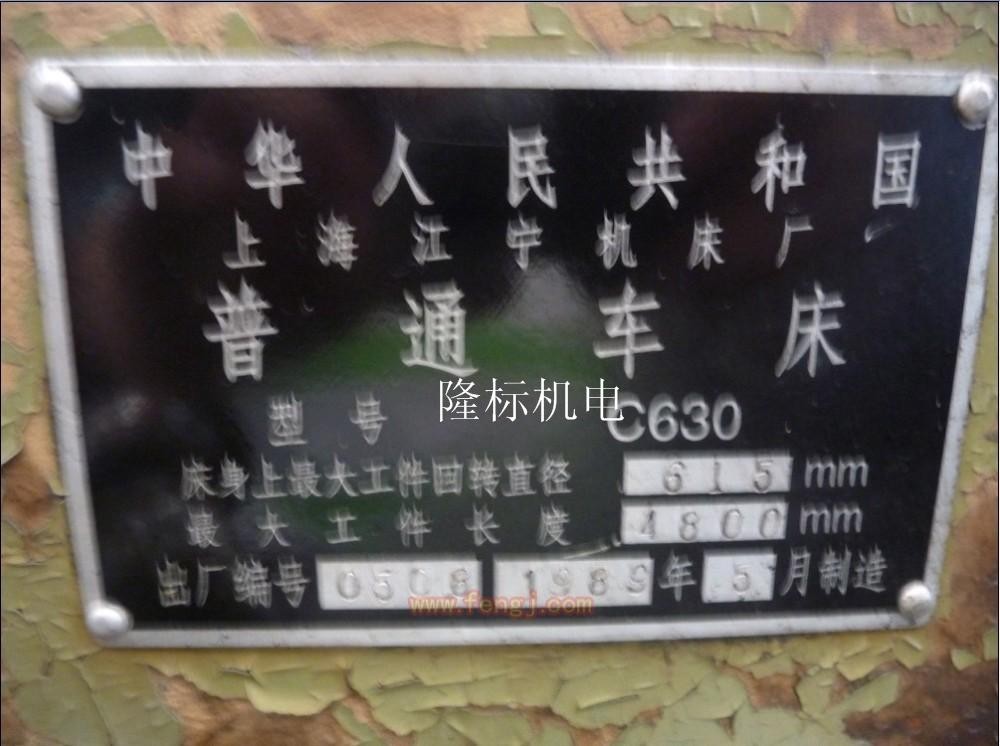 中华人民共和国
上海江宁机床厂
普通车床
隆标机电
型号 C630
床身上最大工件回转直径 615 mm
最大工件长度 4800 mm
出厂编号 0508 1989 年 5 月制造
www.fengj.com